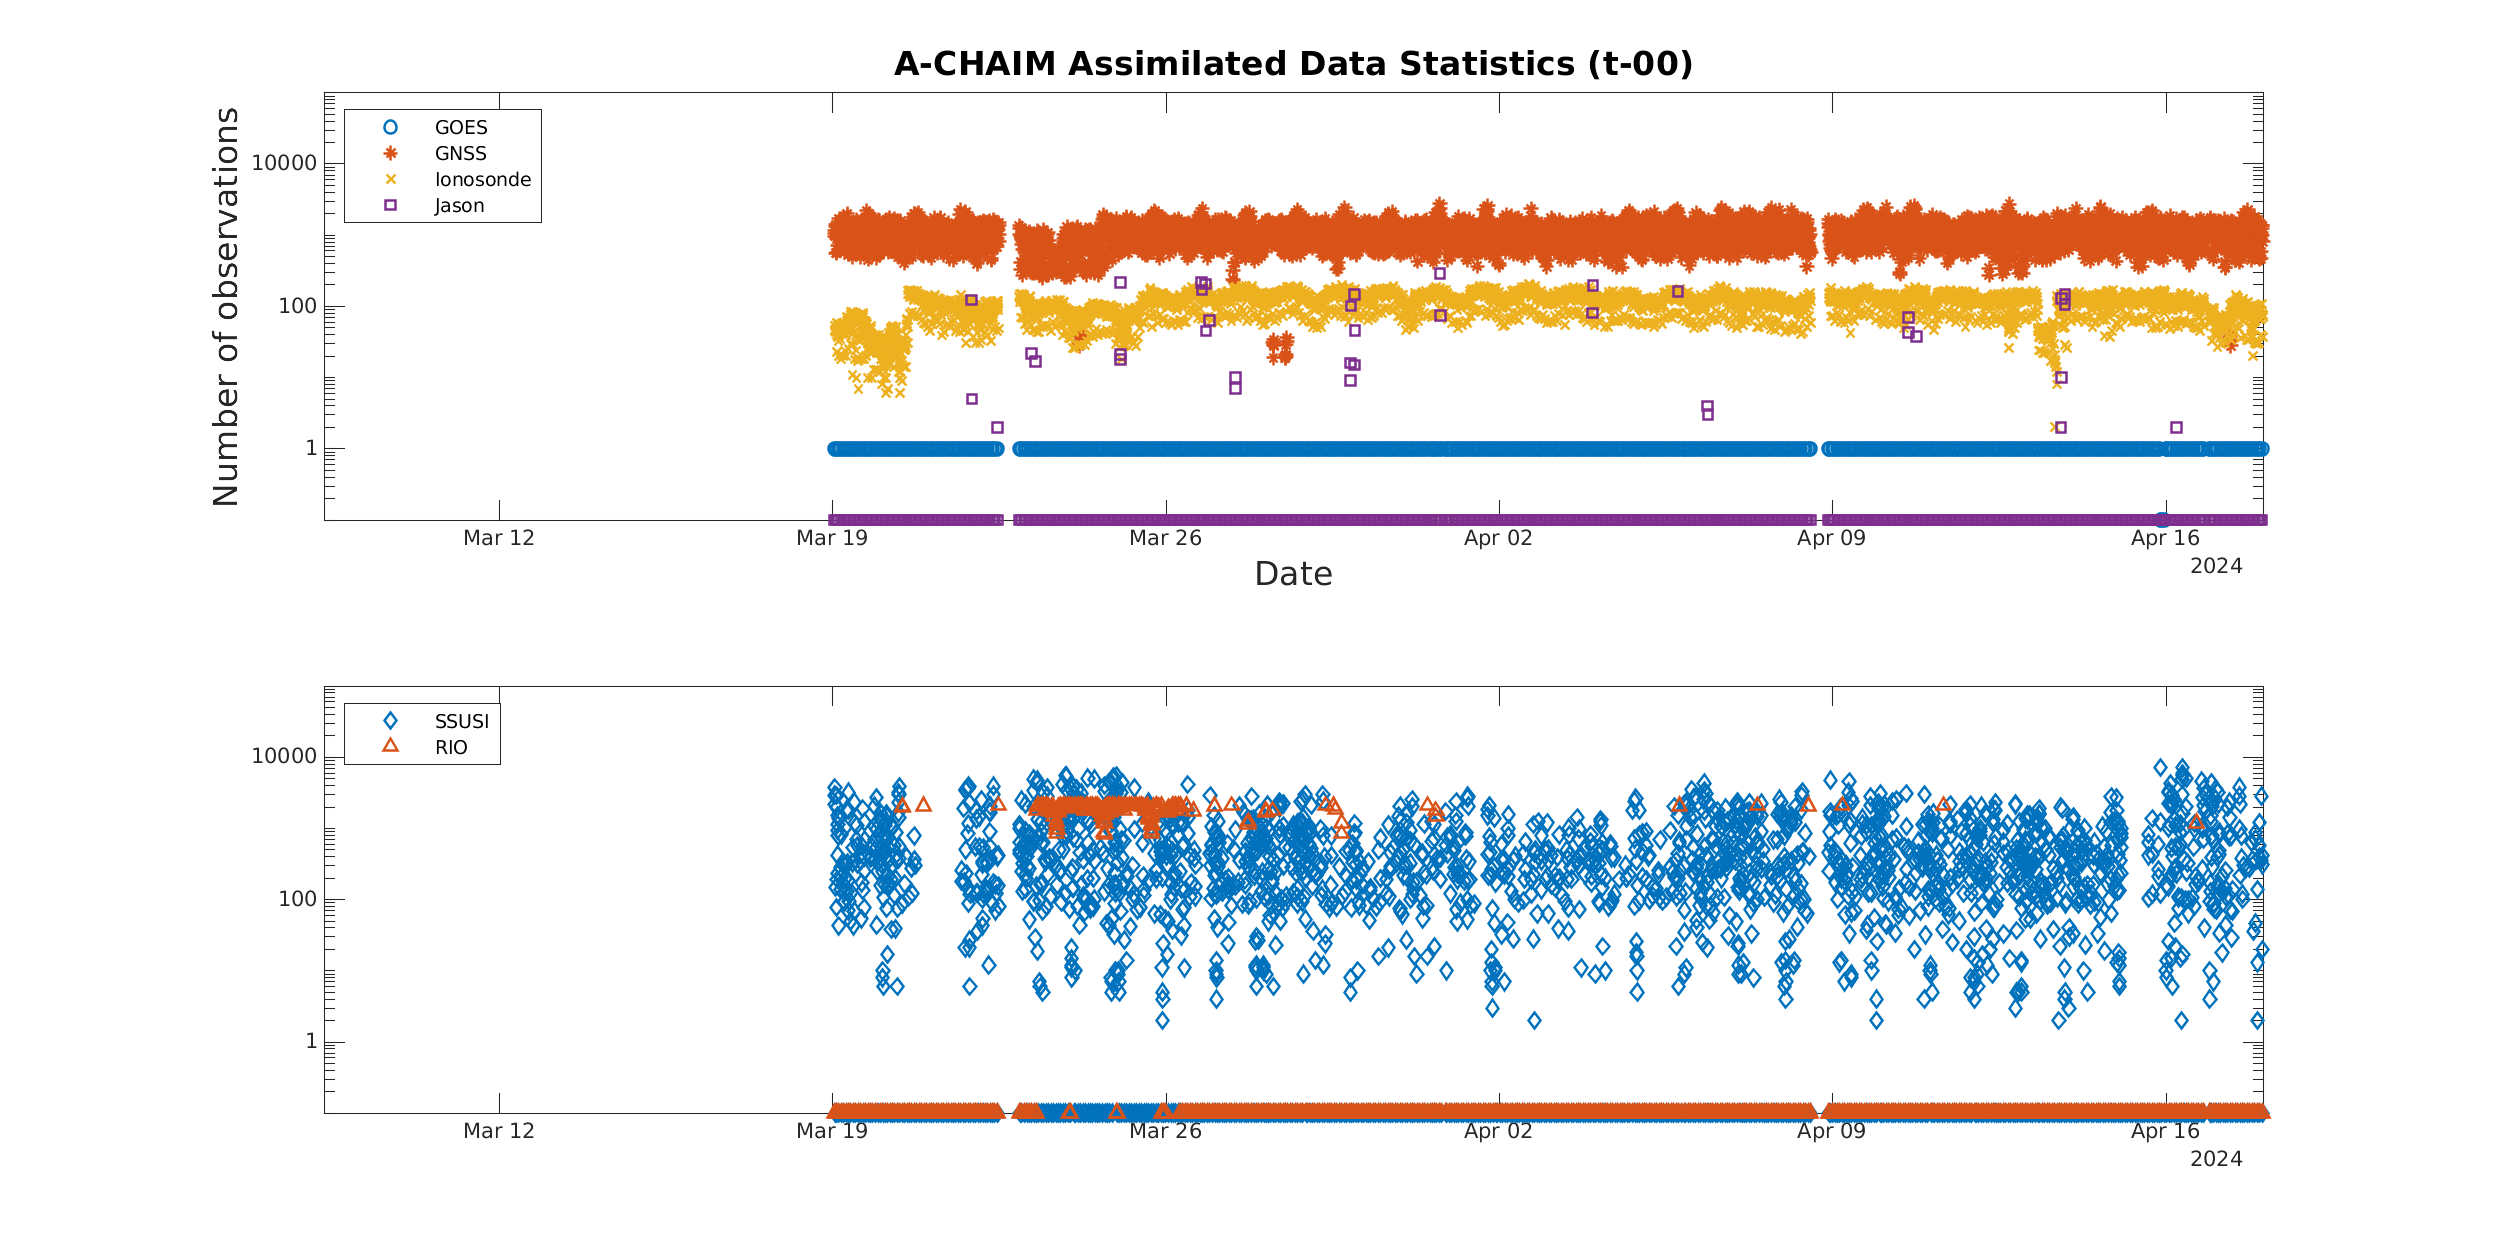 A-CHAIM Assimilated Data Statistics (t-00)
Number of observations
10000
100
1
GOES
GNSS
Ionosonde
Jason
Mar 12
Mar 19
Mar 26
Apr 02
Apr 09
Apr 16
2024
Date
10000
100
1
SSUSI
RIO
Mar 12
Mar 19
Mar 26
Apr 02
Apr 09
Apr 16
2024